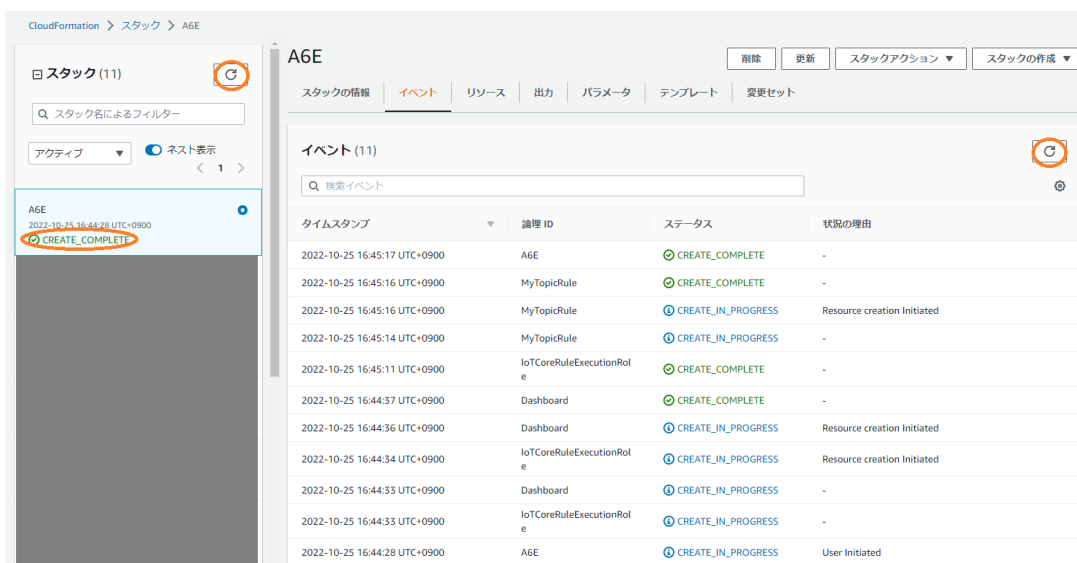 CloudFormation > スタック > A6E
スタック (11)
スタック名によるフィルター
アクティブ ▼ ネスト表示
< 1 >
A6E
2022-10-25 16:44:28 UTC+0900
CREATE_COMPLETE
A6E
削除 更新 スタックアクション ▼ スタックの作成 ▼
スタックの情報 イベント リソース 出力 パラメータ テンプレート 変更セット
イベント (11)
検索イベント
タイムスタンプ ▼ 論理 ID ステータス 状況の理由
2022-10-25 16:45:17 UTC+0900 A6E CREATE_COMPLETE -
2022-10-25 16:45:16 UTC+0900 MyTopicRule CREATE_COMPLETE -
2022-10-25 16:45:16 UTC+0900 MyTopicRule CREATE_IN_PROGRESS Resource creation Initiated
2022-10-25 16:45:14 UTC+0900 MyTopicRule CREATE_IN_PROGRESS -
2022-10-25 16:45:11 UTC+0900 IoTCoreRuleExecutionRol
e CREATE_COMPLETE -
2022-10-25 16:44:37 UTC+0900 Dashboard CREATE_COMPLETE -
2022-10-25 16:44:36 UTC+0900 Dashboard CREATE_IN_PROGRESS Resource creation Initiated
2022-10-25 16:44:34 UTC+0900 IoTCoreRuleExecutionRol
e CREATE_IN_PROGRESS Resource creation Initiated
2022-10-25 16:44:33 UTC+0900 Dashboard CREATE_IN_PROGRESS -
2022-10-25 16:44:33 UTC+0900 IoTCoreRuleExecutionRol
e CREATE_IN_PROGRESS -
2022-10-25 16:44:28 UTC+0900 A6E CREATE_IN_PROGRESS User Initiated